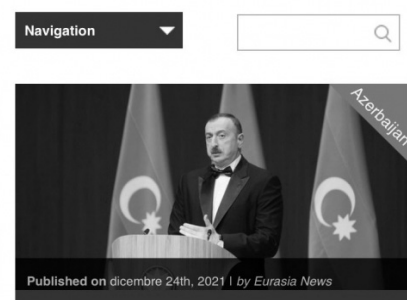 Navigation
Azerbaijan
Published on dicembre 24th, 2021 | by Eurasia News